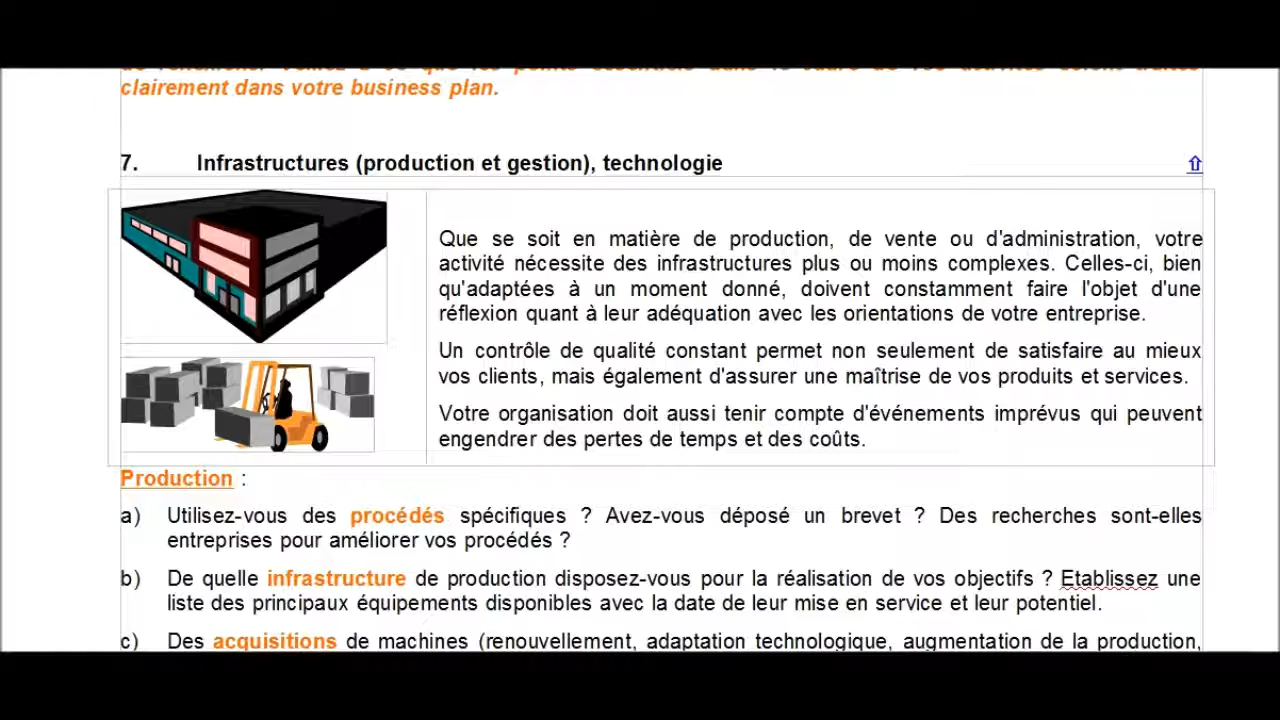 clairement dans votre business plan.
7. Infrastructures (production et gestion), technologie ⇧
Que se soit en matière de production, de vente ou d'administration, votre
activité nécessite des infrastructures plus ou moins complexes. Celles-ci, bien
qu'adaptées à un moment donné, doivent constamment faire l'objet d'une
réflexion quant à leur adéquation avec les orientations de votre entreprise.
Un contrôle de qualité constant permet non seulement de satisfaire au mieux
vos clients, mais également d'assurer une maîtrise de vos produits et services.
Votre organisation doit aussi tenir compte d'événements imprévus qui peuvent
engendrer des pertes de temps et des coûts.
Production :
a) Utilisez-vous des procédés spécifiques ? Avez-vous déposé un brevet ? Des recherches sont-elles
entreprises pour améliorer vos procédés ?
b) De quelle infrastructure de production disposez-vous pour la réalisation de vos objectifs ? Etablissez une
liste des principaux équipements disponibles avec la date de leur mise en service et leur potentiel.
c) Des acquisitions de machines (renouvellement, adaptation technologique, augmentation de la production,